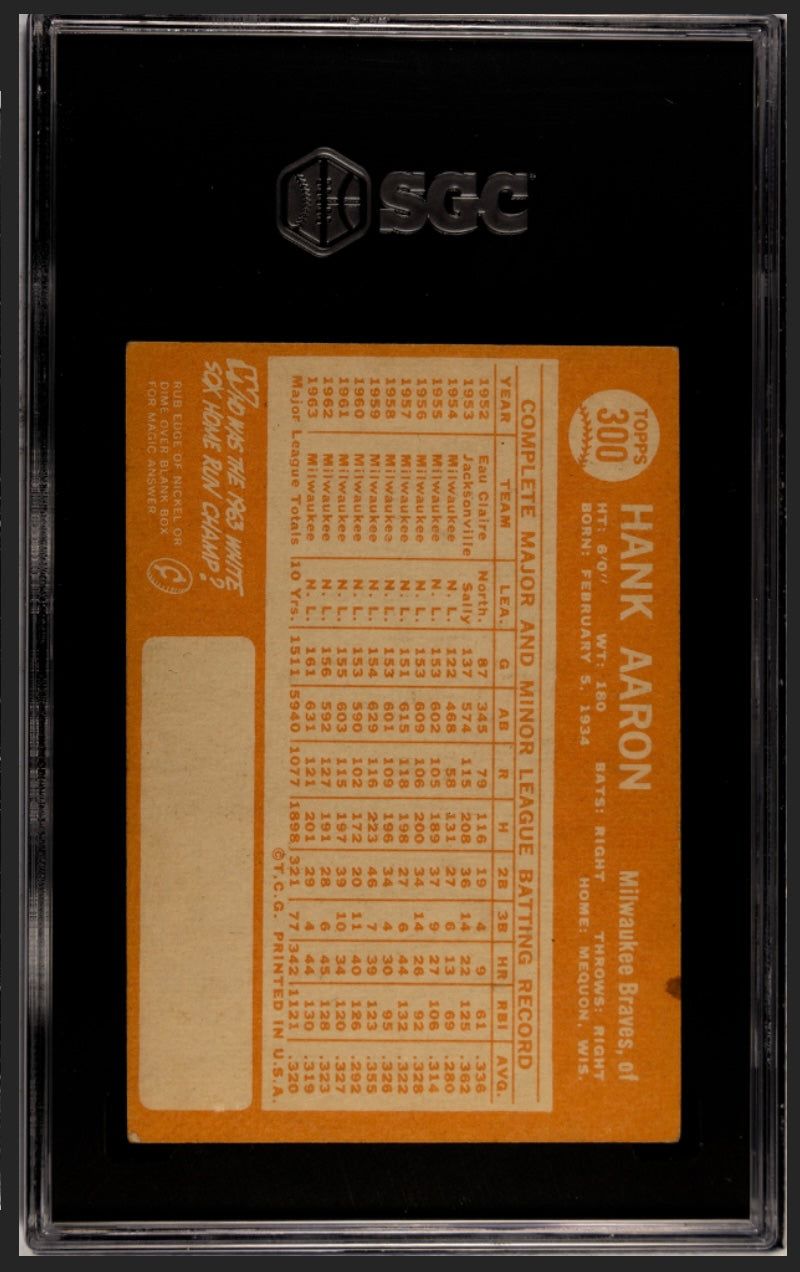 SGC
TOPPS
300
HANK AARON Milwaukee Braves, of
HT: 6'0" WT: 180 BATS: RIGHT THROWS: RIGHT
BORN: FEBRUARY 5, 1934 HOME: MEQUON, WIS.
COMPLETE MAJOR AND MINOR LEAGUE BATTING RECORD
YEAR TEAM LEA. G AB R H 2B 3B HR RBI AVG.
1952 Eau Claire North. 87 345 79 116 19 4 9 61 .336
1953 Jacksonville Sally 137 574 115 208 36 14 22 125 .362
1954 Milwaukee N. L. 122 468 58 131 27 6 13 69 .280
1955 Milwaukee N. L. 153 602 105 189 37 9 27 106 .314
1956 Milwaukee N. L. 153 609 106 200 34 14 26 92 .328
1957 Milwaukee N. L. 151 615 118 198 27 6 44 132 .322
1958 Milwaukee N. L. 153 601 109 196 34 4 30 95 .326
1959 Milwaukee N. L. 154 629 116 223 46 7 39 123 .355
1960 Milwaukee N. L. 153 590 102 172 20 11 40 126 .292
1961 Milwaukee N. L. 155 603 115 197 39 10 34 120 .327
1962 Milwaukee N. L. 156 592 127 191 28 6 45 128 .323
1963 Milwaukee N. L. 161 631 121 201 29 4 44 130 .319
Major League Totals 10 Yrs. 1511 5940 1077 1898 321 77 342 1121 .320
©T.C.G. PRINTED IN U.S.A.
WHO WAS THE 1963 WHITE
SOX HOME RUN CHAMP?
RUB EDGE OF NICKEL OR
DIME OVER BLANK BOX
FOR MAGIC ANSWER